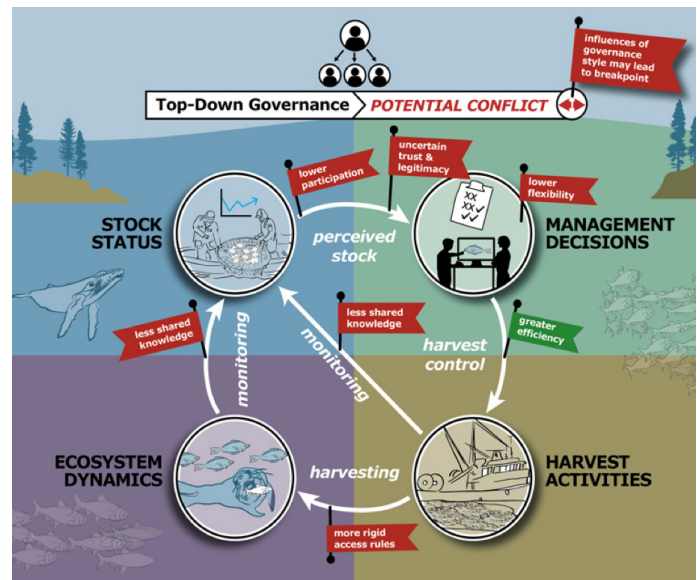 influences of
governance
style may lead
to breakpoint
Top-Down Governance
POTENTIAL CONFLICT
lower
participation
uncertain
trust &
legitimacy
XX
XX✓
✓✓
lower
flexibility
STOCK
STATUS
perceived
stock
MANAGEMENT
DECISIONS
less shared
knowledge
monitoring
less shared
knowledge
monitoring
harvest
control
greater
efficiency
ECOSYSTEM
DYNAMICS
harvesting
more rigid
access rules
HARVEST
ACTIVITIES